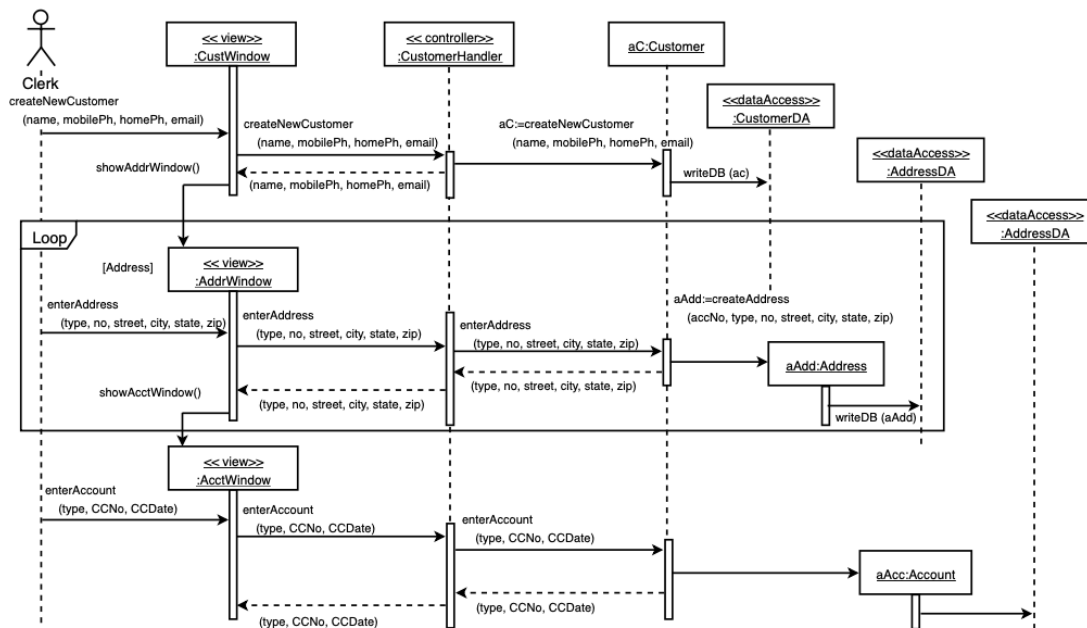 << view>>
:CustWindow
<< controller>>
:CustomerHandler
aC:Customer
Clerk
<<dataAccess>>
:CustomerDA
createNewCustomer
(name, mobilePh, homePh, email)
createNewCustomer
(name, mobilePh, homePh, email)
aC:=createNewCustomer
(name, mobilePh, homePh, email)
<<dataAccess>>
:AddressDA
showAddrWindow()
(name, mobilePh, homePh, email)
writeDB (ac)
<<dataAccess>>
:AddressDA
Loop
[Address]
<< view>>
:AddrWindow
enterAddress
(type, no, street, city, state, zip)
enterAddress
(type, no, street, city, state, zip)
enterAddress
(type, no, street, city, state, zip)
aAdd:=createAddress
(accNo, type, no, street, city, state, zip)
aAdd:Address
(type, no, street, city, state, zip)
showAcctWindow()
(type, no, street, city, state, zip)
writeDB (aAdd)
<< view>>
:AcctWindow
enterAccount
(type, CCNo, CCDate)
enterAccount
(type, CCNo, CCDate)
enterAccount
(type, CCNo, CCDate)
aAcc:Account
(type, CCNo, CCDate)
(type, CCNo, CCDate)